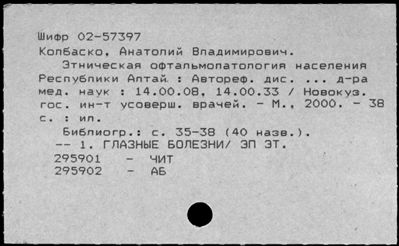 Шифр 02-57397
Колбаско, Анатолий Владимирович.
Этническая офтальмопатология населения
Республики Алтай : Автореф. дис. ... д-ра
мед. наук : 14.00.08, 14.00.33 / Новокуз.
гос. ин-т усоверш. врачей. - М., 2000. - 38
с. : ил.
Библиогр.: с. 35-38 (40 назв.).
-- 1. ГЛАЗНЫЕ БОЛЕЗНИ/ ЭП ЭТ.
295901 - ЧИТ
295902 - АБ